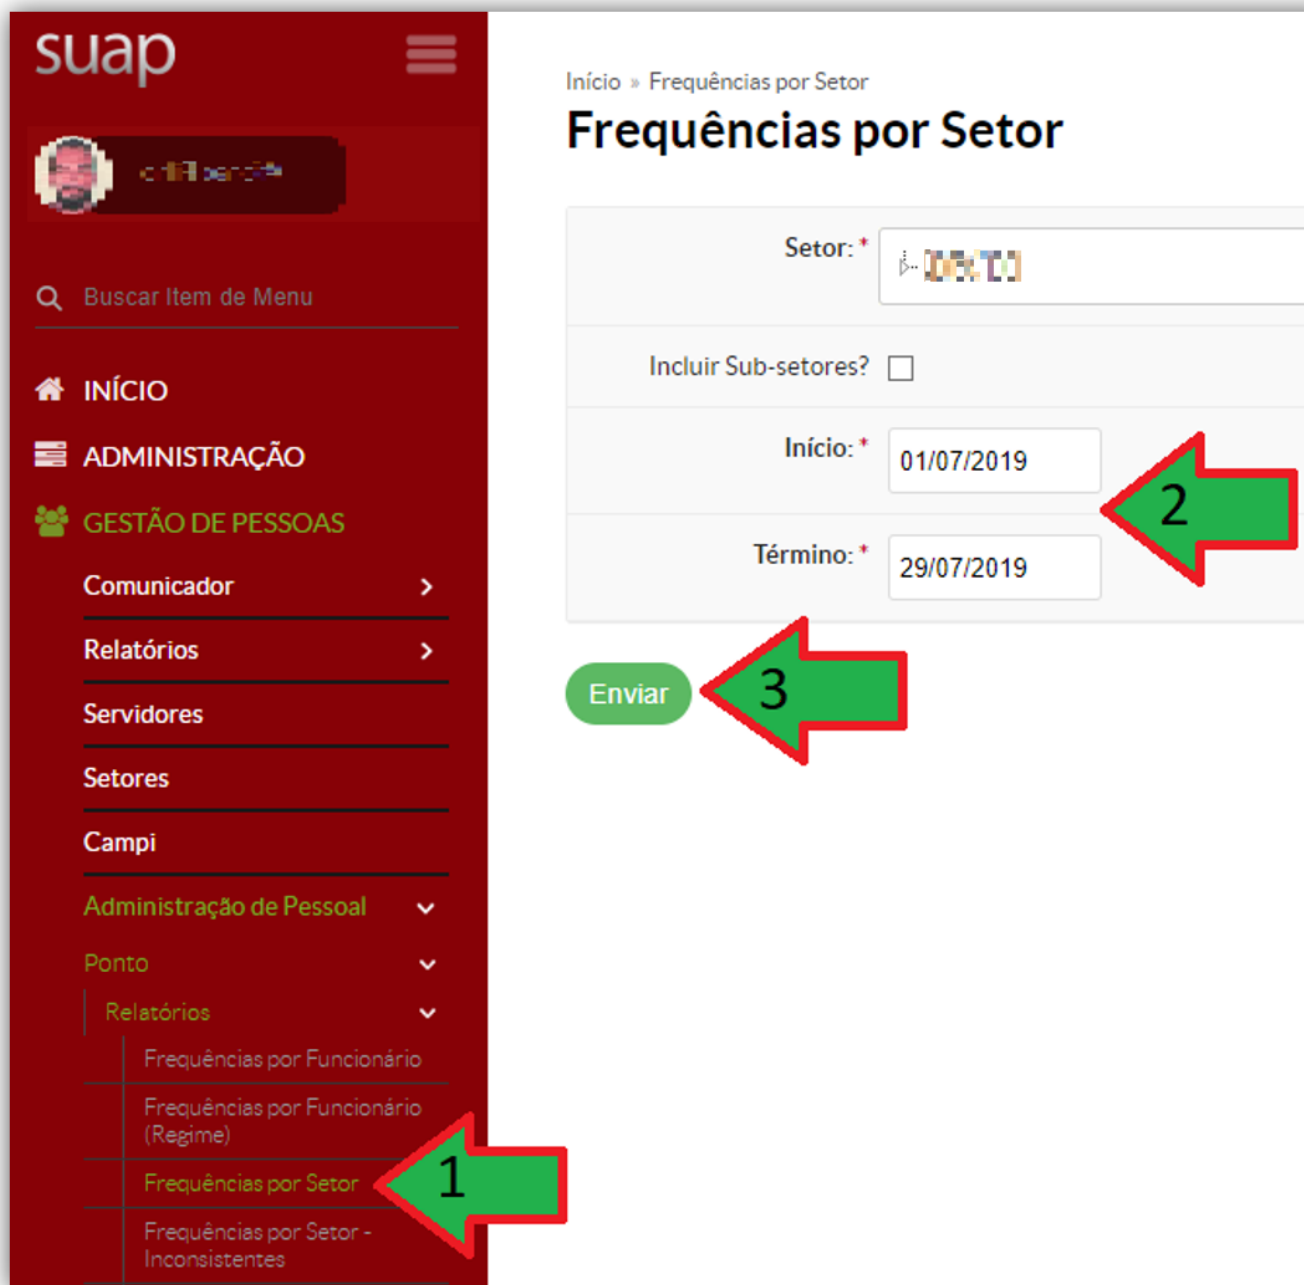 suap
Buscar Item de Menu
INÍCIO
ADMINISTRAÇÃO
GESTÃO DE PESSOAS
Comunicador
Relatórios
Servidores
Setores
Campi
Administração de Pessoal
Ponto
Relatórios
Frequências por Funcionário
Frequências por Funcionário
(Regime)
Frequências por Setor
1
Frequências por Setor -
Inconsistentes
Início » Frequências por Setor
Frequências por Setor
Setor: *
Incluir Sub-setores?
Início: * 01/07/2019
2
Término: * 29/07/2019
Enviar
3